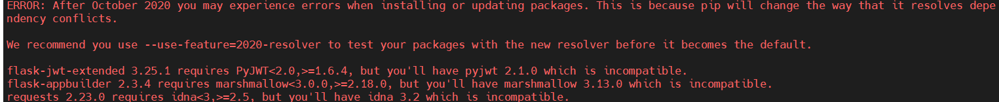 ERROR: After October 2020 you may experience errors when installing or updating packages. This is because pip will change the way that it resolves depe
ndency conflicts.
We recommend you use --use-feature=2020-resolver to test your packages with the new resolver before it becomes the default.
flask-jwt-extended 3.25.1 requires PyJWT<2.0,>=1.6.4, but you'll have pyjwt 2.1.0 which is incompatible.
flask-appbuilder 2.3.4 requires marshmallow<3.0.0,>=2.18.0, but you'll have marshmallow 3.13.0 which is incompatible.
requests 2.23.0 requires idna<3,>=2.5, but you'll have idna 3.2 which is incompatible.